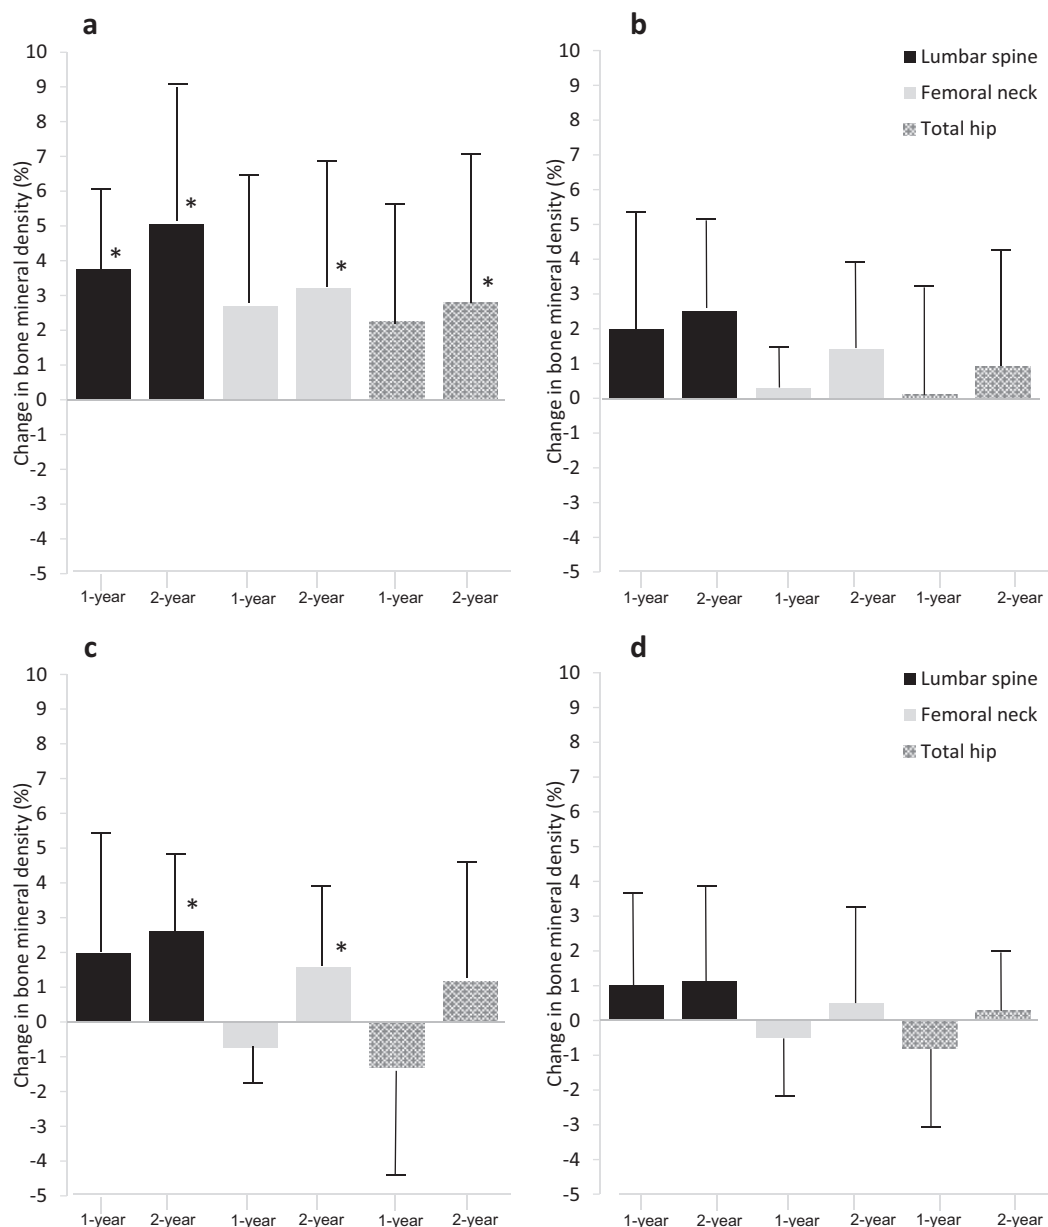 a
Change in bone mineral density (%)
10
9
8
7
6
5
4
3
2
1
0
-1
-2
-3
-4
-5
*
*
*
*
1-year
2-year
1-year
2-year
1-year
2-year
b
Change in bone mineral density (%)
10
9
8
7
6
5
4
3
2
1
0
-1
-2
-3
-4
-5
Lumbar spine
Femoral neck
Total hip
1-year
2-year
1-year
2-year
1-year
2-year
c
Change in bone mineral density (%)
10
9
8
7
6
5
4
3
2
1
0
-1
-2
-3
-4
-5
*
*
1-year
2-year
1-year
2-year
1-year
2-year
d
Change in bone mineral density (%)
10
9
8
7
6
5
4
3
2
1
0
-1
-2
-3
-4
-5
Lumbar spine
Femoral neck
Total hip
1-year
2-year
1-year
2-year
1-year
2-year